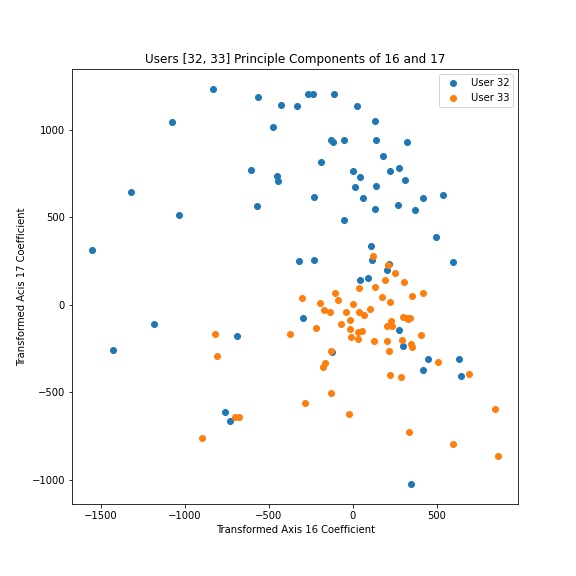 Users [32, 33] Principle Components of 16 and 17
User 32
User 33
Transformed Acis 17 Coefficient
1000
500
0
−500
−1000
−1500
−1000
−500
0
500
Transformed Axis 16 Coefficient